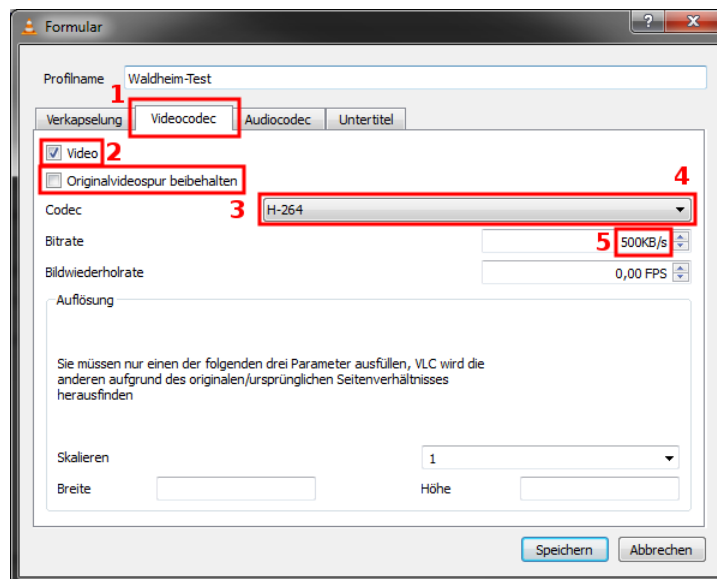 Formular
?
X
Profilname Waldheim-Test
1
Verkapselung Videocodec Audiocodec Untertitel
Video 2
Originalvideospur beibehalten
4
Codec 3 H-264
Bitrate 5 500KB/s
Bildwiederholrate 0,00 FPS
Auflösung
Sie müssen nur einen der folgenden drei Parameter ausfüllen, VLC wird die
anderen aufgrund des originalen/ursprünglichen Seitenverhältnisses
herausfinden
Skalieren 1
Breite Höhe
Speichern Abbrechen